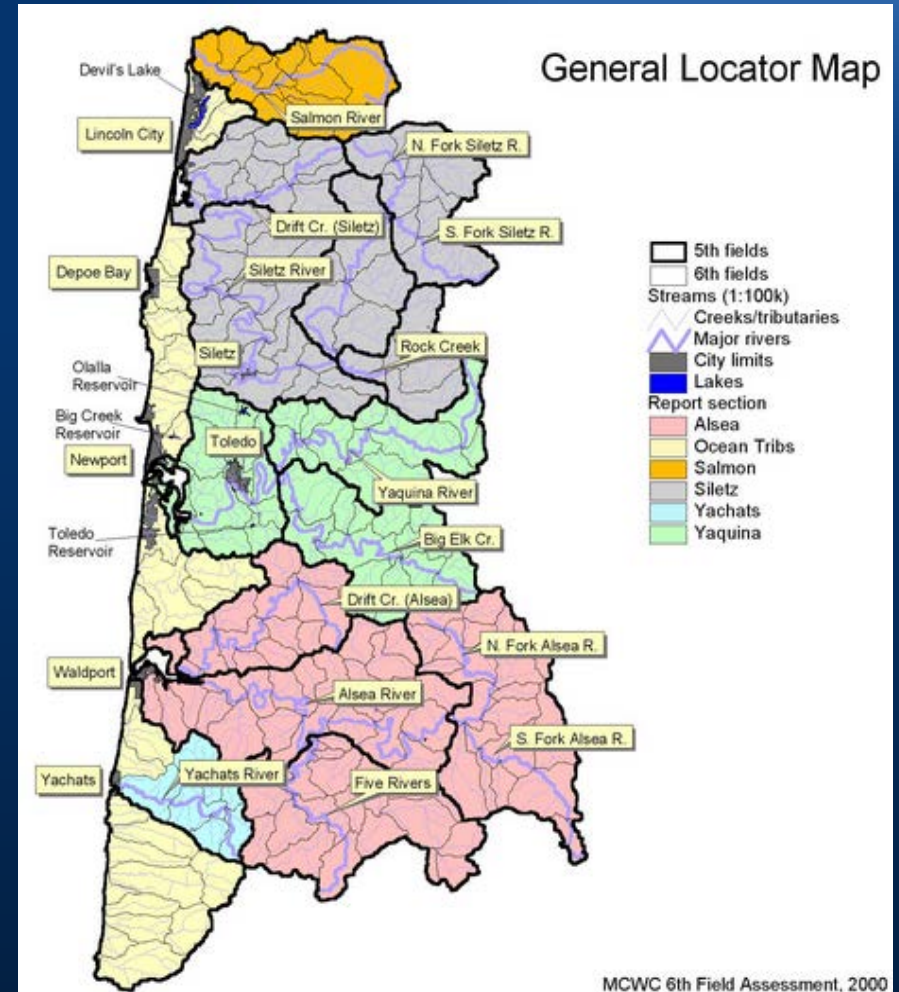 General Locator Map
Devil's Lake
Lincoln City
Salmon River
N. Fork Siletz R.
Drift Cr. (Siletz)
S. Fork Siletz R.
Depoe Bay
Siletz River
Siletz
Rock Creek
Olalla
Reservoir
Big Creek
Reservoir
Toledo
Newport
Yaquina River
Toledo
Reservoir
Big Elk Cr.
Drift Cr. (Alsea)
N. Fork Alsea R.
Waldport
Alsea River
S. Fork Alsea R.
Yachats
Yachats River
Five Rivers
5th fields
6th fields
Streams (1:100k)
Creeks/tributaries
Major rivers
City limits
Lakes
Report section
Alsea
Ocean Tribs
Salmon
Siletz
Yachats
Yaquina
MCWC 6th Field Assessment, 2000